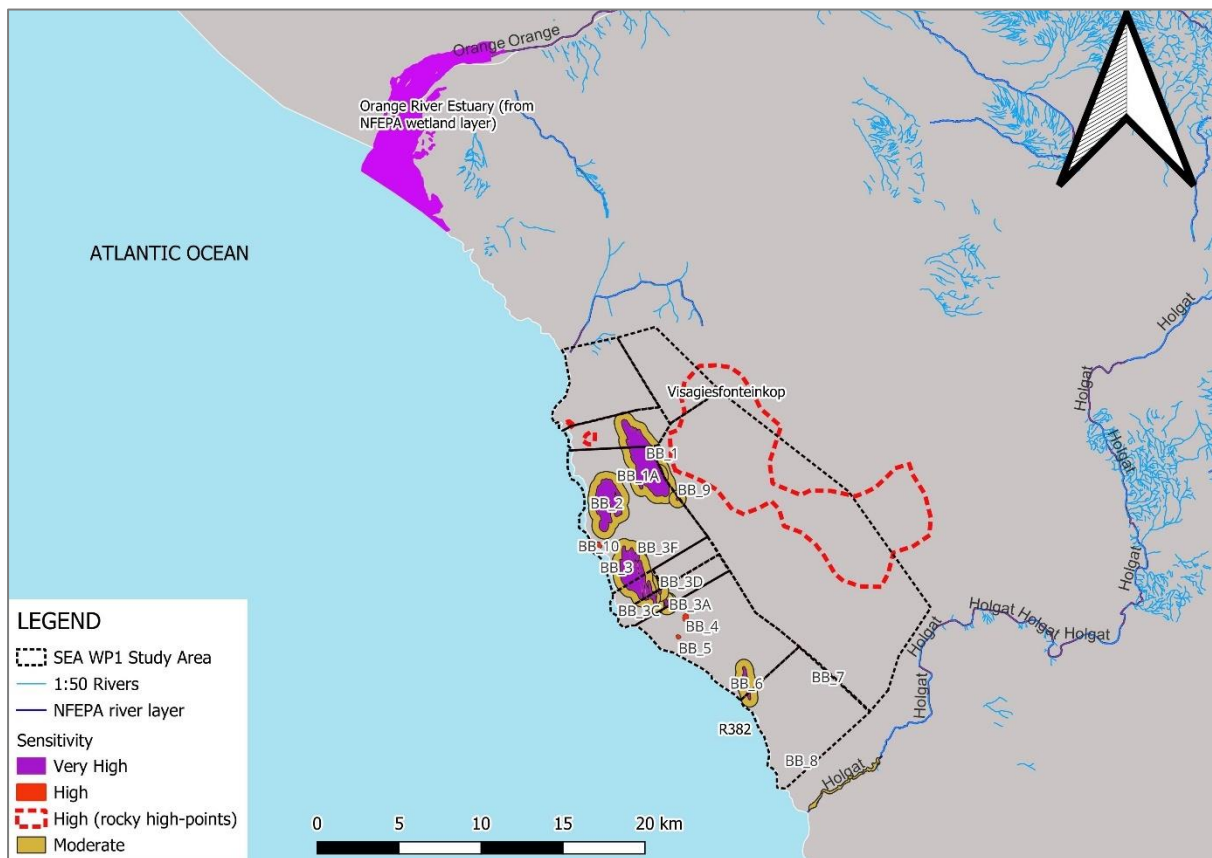 Orange Orange
Orange River Estuary (from
NFEPA wetland layer)
ATLANTIC OCEAN
Holgat
Holgat
Visagiesfonteinkop
Holgat
BB_1
BB_1A
BB_9
BB_2
BB_10
BB_3F
BB_3
Holgat
BB_3D
BB_3C
BB_3A
Holgat Holgat Holgat Holgat
BB_4
Holgat
BB_5
BB_6
BB_7
Holgat
R382
BB_8
Holgat
LEGEND
SEA WP1 Study Area
1:50 Rivers
NFEPA river layer
Sensitivity
Very High
High
High (rocky high-points)
Moderate
0 5 10 15 20 km